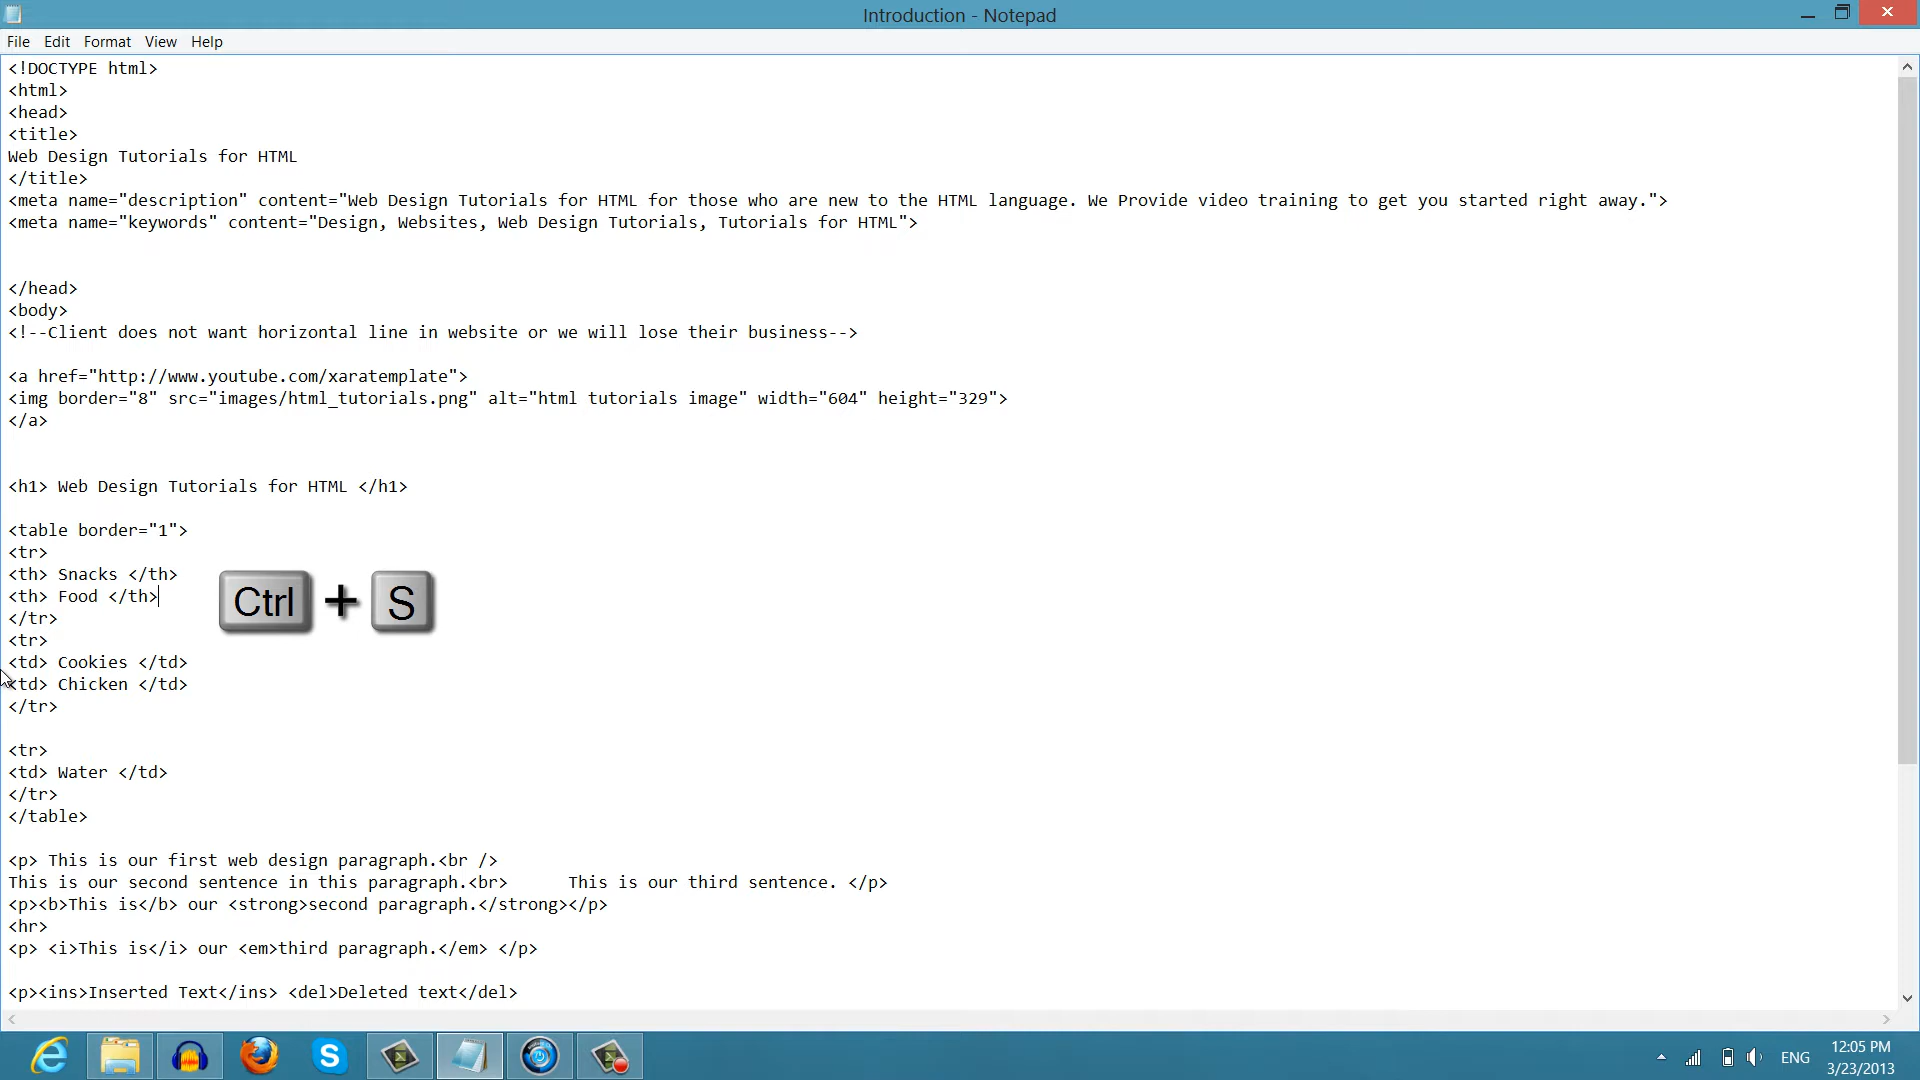 Introduction - Notepad
File Edit Format View Help
<!DOCTYPE html>
<html>
<head>
<title>
Web Design Tutorials for HTML
</title>
<meta name="description" content="Web Design Tutorials for HTML for those who are new to the HTML language. We Provide video training to get you started right away.">
<meta name="keywords" content="Design, Websites, Web Design Tutorials, Tutorials for HTML">
</head>
<body>
<!--Client does not want horizontal line in website or we will lose their business-->
<a href="http://www.youtube.com/xaratemplate">
<img border="8" src="images/html_tutorials.png" alt="html tutorials image" width="604" height="329">
</a>
<h1> Web Design Tutorials for HTML </h1>
<table border="1">
<tr>
<th> Snacks </th>
<th> Food </th>
Ctrl + S
</tr>
<tr>
<td> Cookies </td>
<td> Chicken </td>
</tr>
<tr>
<td> Water </td>
</tr>
</table>
<p> This is our first web design paragraph.<br />
This is our second sentence in this paragraph.<br>      This is our third sentence. </p>
<p><b>This is</b> our <strong>second paragraph.</strong></p>
<hr>
<p> <i>This is</i> our <em>third paragraph.</em> </p>
<p><ins>Inserted Text</ins> <del>Deleted text</del>
ENG
12:05 PM
3/23/2013